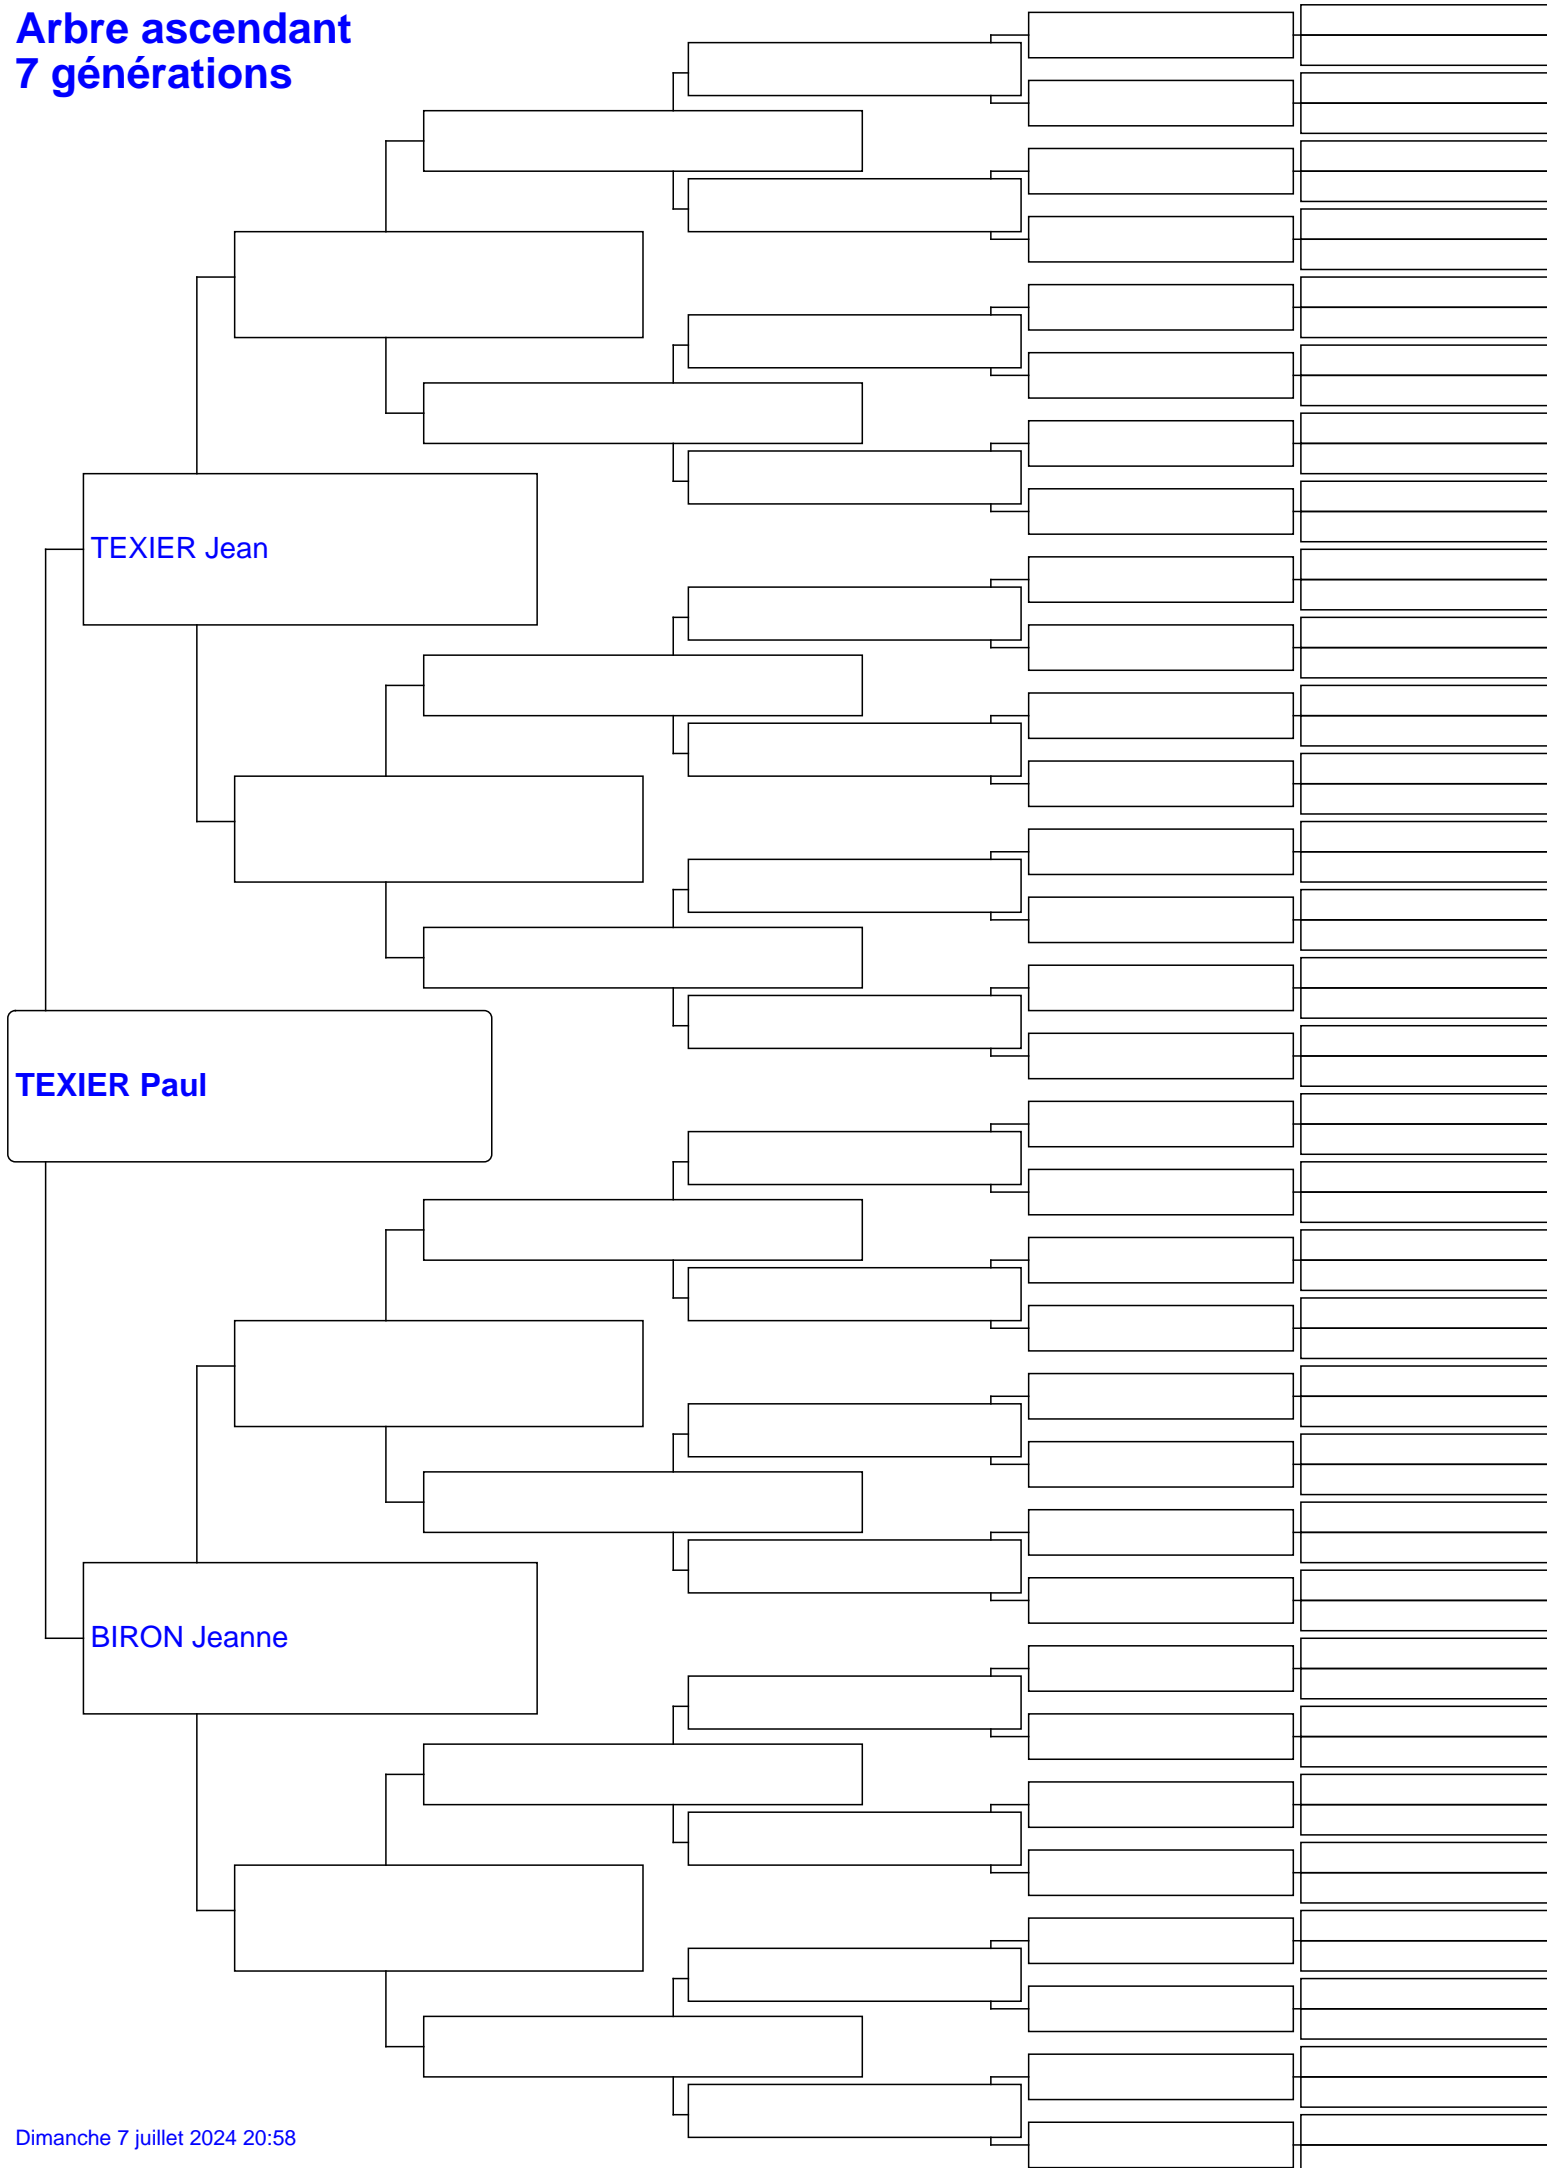 Arbre ascendant
7 générations
TEXIER Jean
TEXIER Paul
BIRON Jeanne
Dimanche 7 juillet 2024 20:58